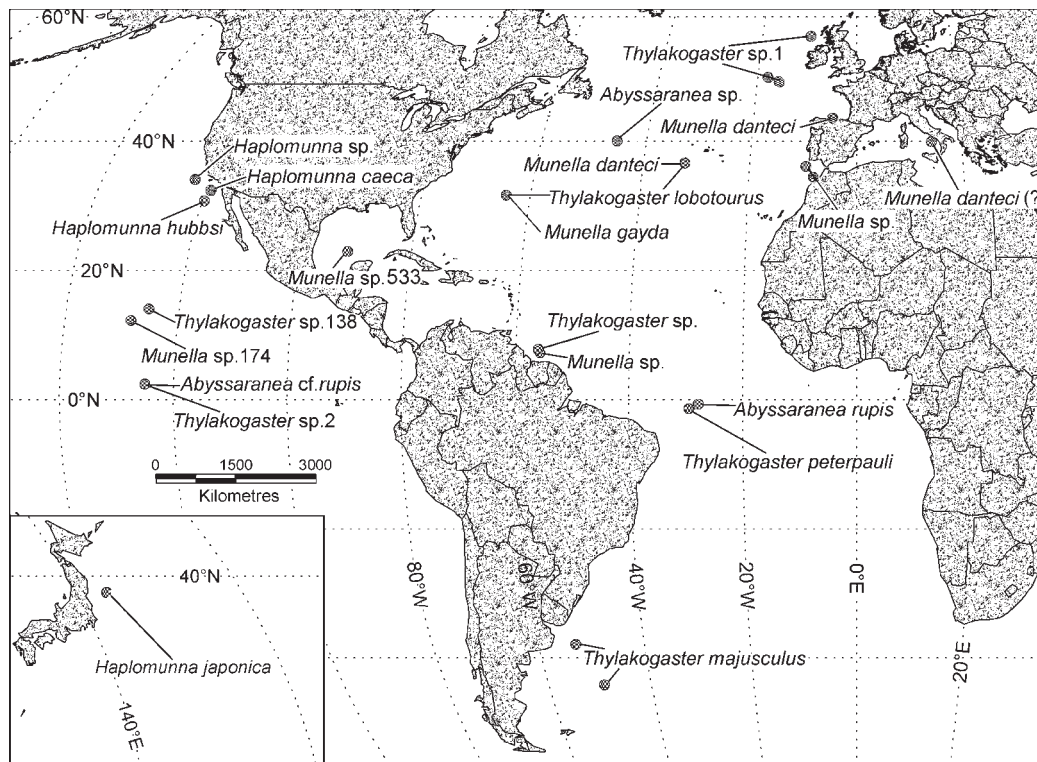 60°N
Thylakogaster sp.1
Abyssaranea sp.
Munella danteci
40°N
Haplomunna sp.
Haplomunna caeca
Munella danteci
Thylakogaster lobotourus
Munella danteci (?
Haplomunna hubbsi
Munella sp.
Munella gayda
20°N
Munella sp.533
Thylakogaster sp.138
Thylakogaster sp.
Munella sp.174
Munella sp.
Abyssaranea cf.rupis
0°N
Abyssaranea rupis
Thylakogaster sp.2
Thylakogaster peterpauli
0 1500 3000
Kilometres
40°N
80°W
60°W
40°W
20°W
0°E
20°E
Haplomunna japonica
Thylakogaster majusculus
140°E